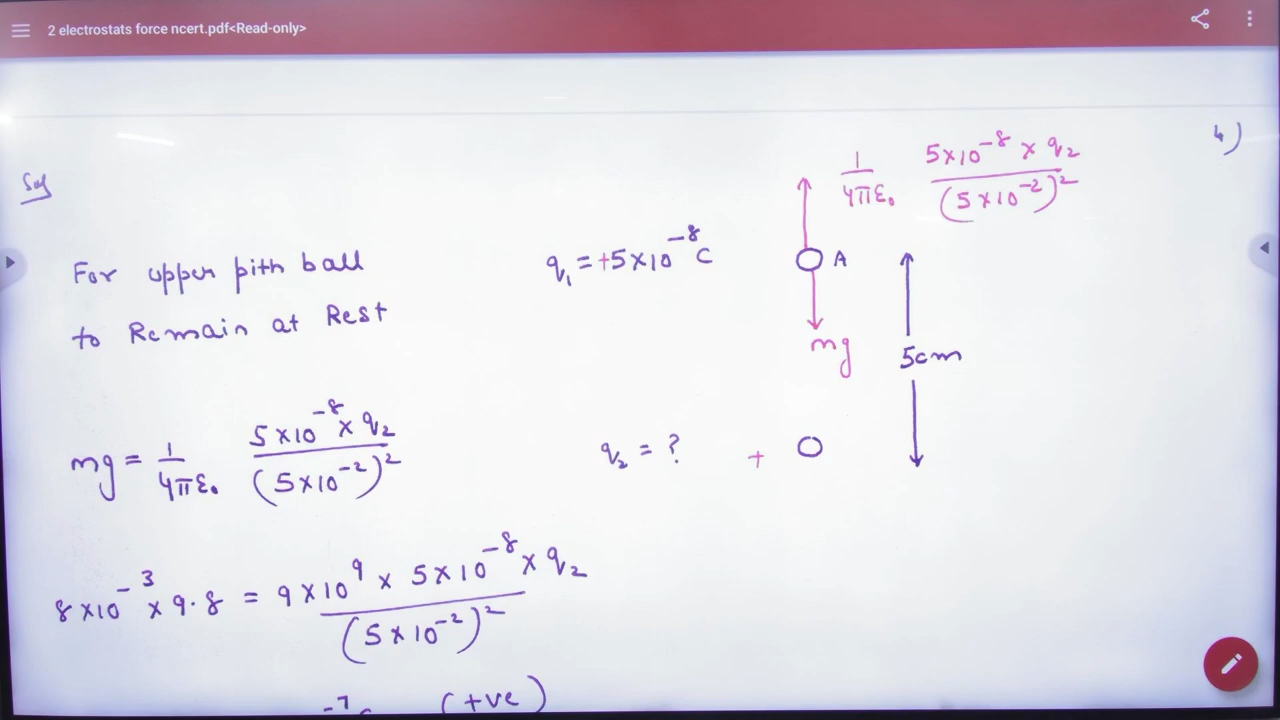 2 electrostats force ncert.pdf<Read-only>
4)
Sol
1/4πε₀ 5×10⁻⁸ × q₂/(5×10⁻²)²
For upper pith ball
q₁ = +5×10⁻⁸ C
A
to Remain at Rest
mg
5cm
mg = 1/4πε₀ 5×10⁻⁸ × q₂/(5×10⁻²)²
q₂ = ? +
8×10⁻³ × 9.8 = 9×10⁹ × 5×10⁻⁸ × q₂/(5×10⁻²)²
(+ve)